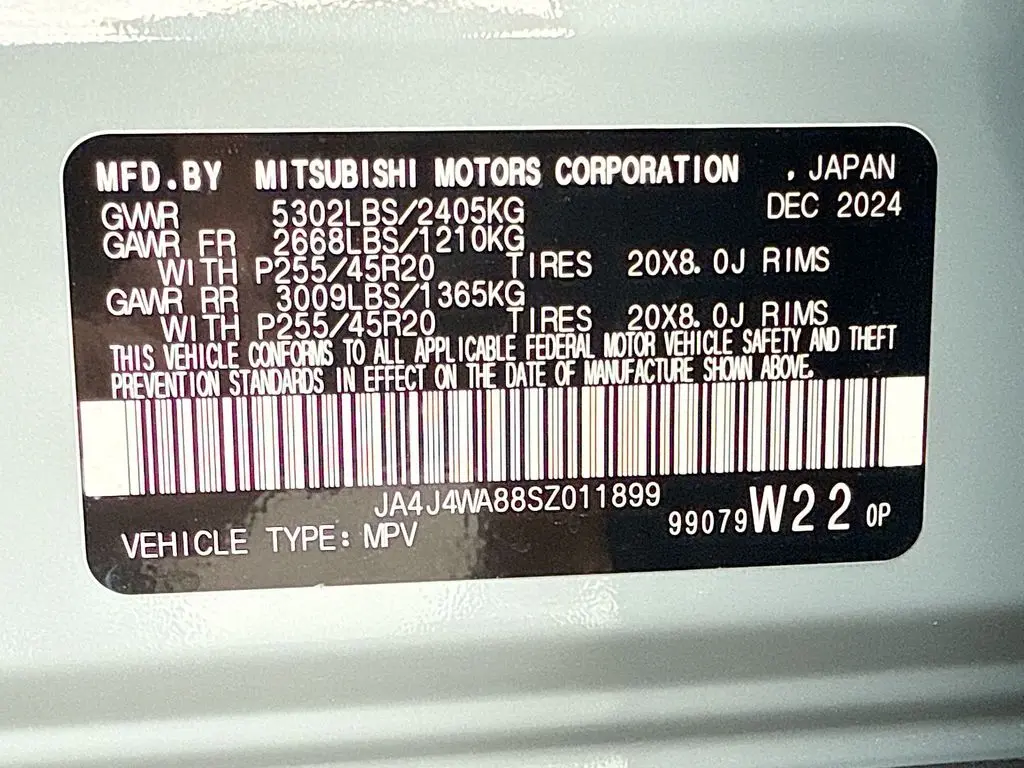 MFD.BY MITSUBISHI MOTORS CORPORATION , JAPAN
GVWR 5302LBS/2405KG DEC 2024
GAWR FR 2668LBS/1210KG
WITH P255/45R20 TIRES 20X8.0J RIMS
GAWR RR 3009LBS/1365KG
WITH P255/45R20 TIRES 20X8.0J RIMS
THIS VEHICLE CONFORMS TO ALL APPLICABLE FEDERAL MOTOR VEHICLE SAFETY AND THEFT
PREVENTION STANDARDS IN EFFECT ON THE DATE OF MANUFACTURE SHOWN ABOVE.
JA4J4WA88SZ011899
99079W22 0P
VEHICLE TYPE: MPV